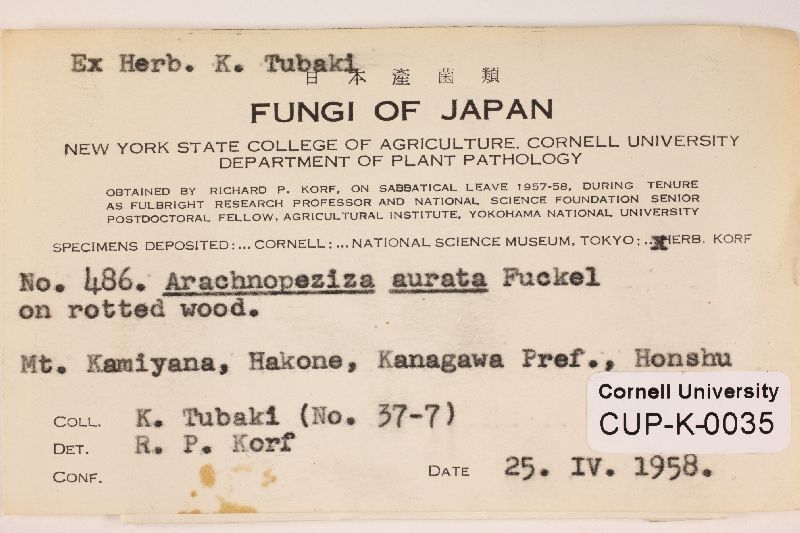 Ex Herb. K. Tubaki
日本產菌類
FUNGI OF JAPAN
NEW YORK STATE COLLEGE OF AGRICULTURE, CORNELL UNIVERSITY
DEPARTMENT OF PLANT PATHOLOGY
OBTAINED BY RICHARD P. KORF, ON SABBATICAL LEAVE 1957-58, DURING TENURE
AS FULBRIGHT RESEARCH PROFESSOR AND NATIONAL SCIENCE FOUNDATION SENIOR
POSTDOCTORAL FELLOW, AGRICULTURAL INSTITUTE, YOKOHAMA NATIONAL UNIVERSITY
SPECIMENS DEPOSITED:...CORNELL;...NATIONAL SCIENCE MUSEUM, TOKYO;..xHERB. KORF
No. 486. Arachnopeziza aurata Fuckel
on rotted wood.
Mt. Kamiyana, Hakone, Kanagawa Pref., Honshu
COLL. K. Tubaki (No. 37-7)
DET. R. P. Korf
CONF. DATE 25. IV. 1958.
Cornell University
CUP-K-0035